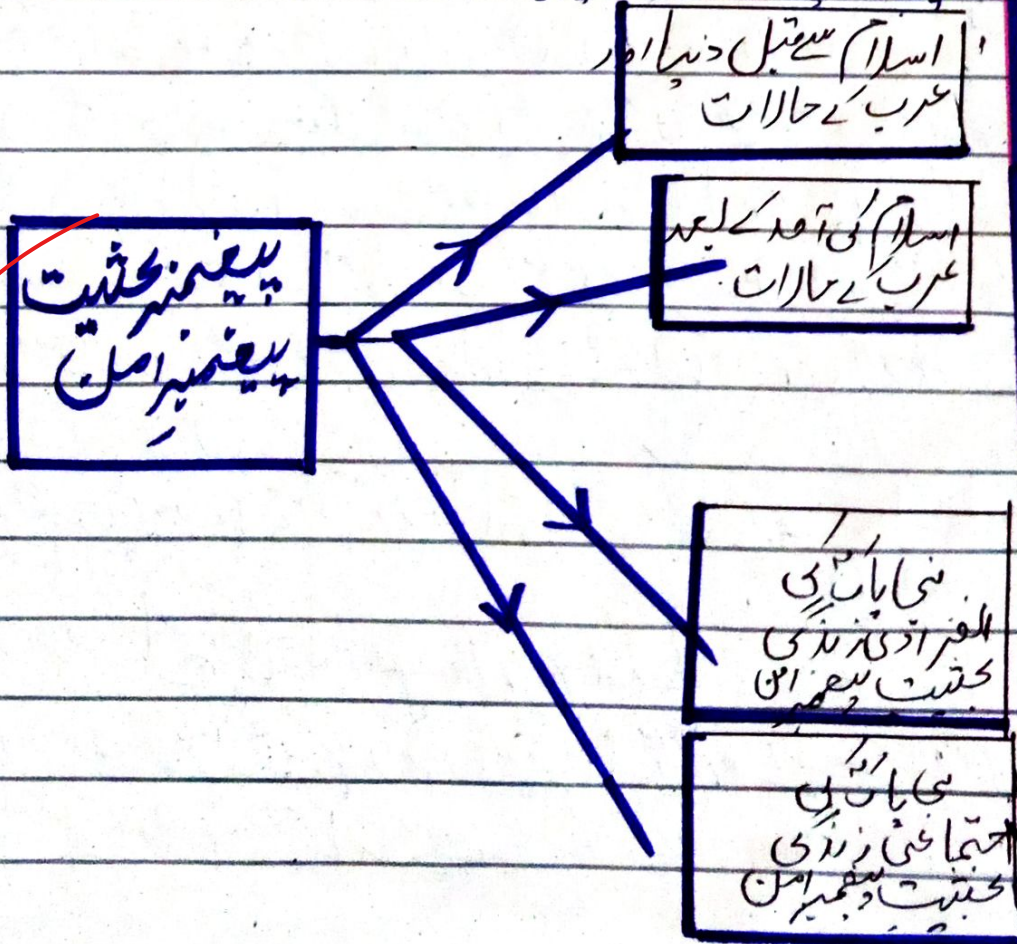 اسلام سے قبل دنیا اور
عرب کے حالات
اسلام کی آمد کے بعد
عرب کے حالات
پیغمبر بحثیت
پیغمبرِ امن
نبی پاکؐ کی
انفرادی زندگی
بحثیت پیغمبر امن
نبی پاکؐ کی
اجتماعی زندگی
بحثیت پیغمبر امن